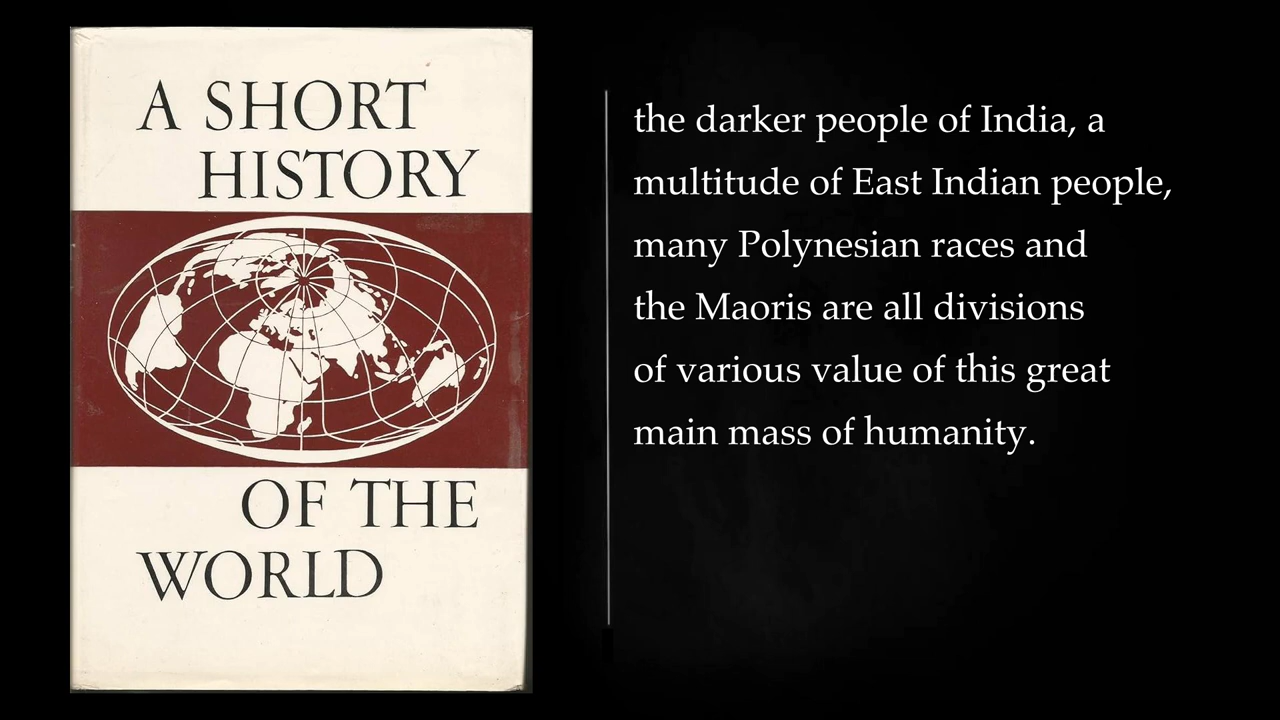 A SHORT
HISTORY
OF THE
WORLD
the darker people of India, a
multitude of East Indian people,
many Polynesian races and
the Maoris are all divisions
of various value of this great
main mass of humanity.